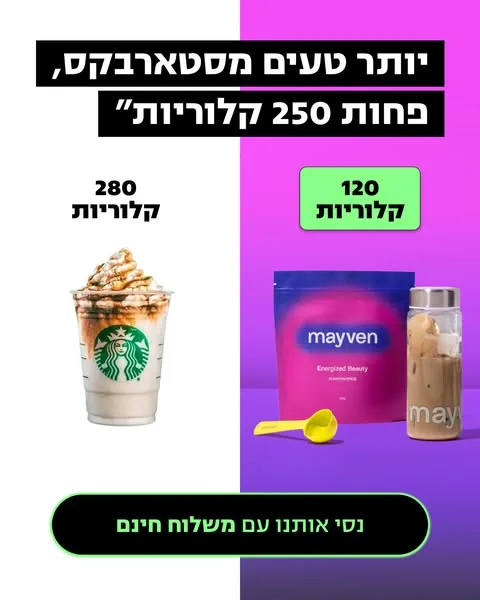 יותר טעים מסטארבקס,
פחות 250 קלוריות"
120
קלוריות
280
קלוריות
mayven
Energized Beauty
mayv
נסי אותנו עם משלוח חינם